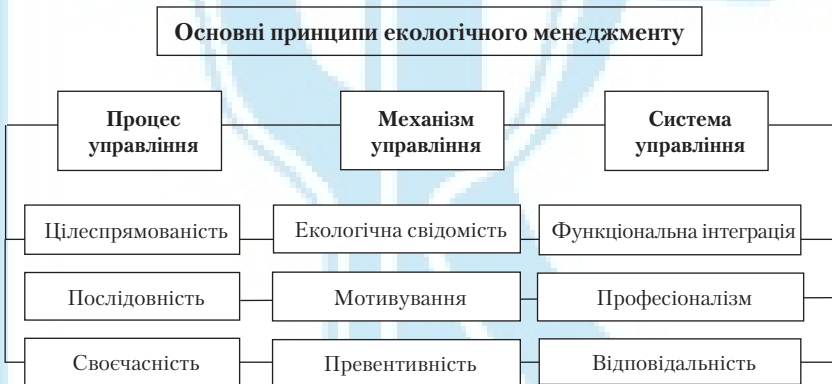 Основні принципи екологічного менеджменту
Процес
управління
Механізм
управління
Система
управління
Цілеспрямованість
Екологічна свідомість
Функціональна інтеграція
Послідовність
Мотивування
Професіоналізм
Своєчасність
Превентивність
Відповідальність